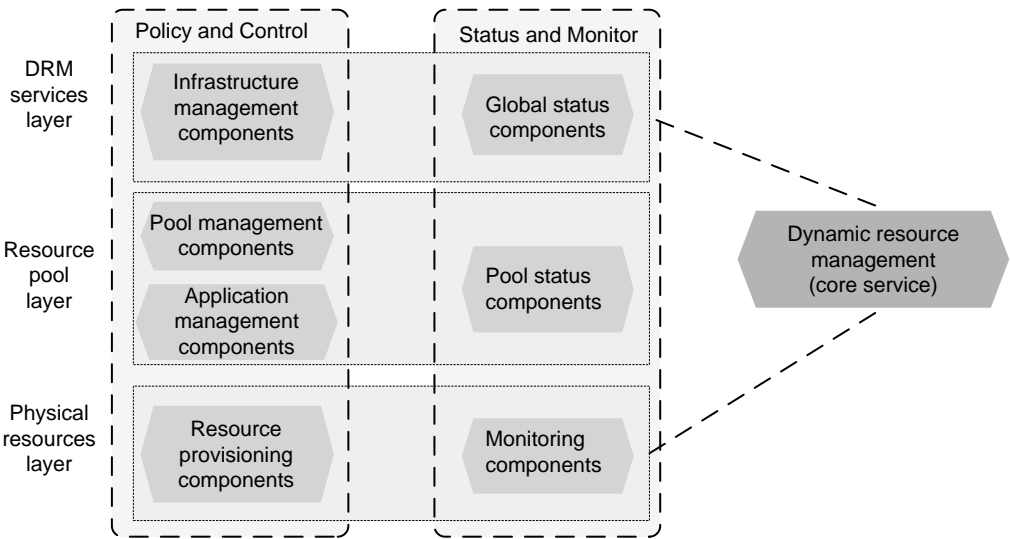 Policy and Control
Status and Monitor
DRM
services
layer
Infrastructure
management
components
Global status
components
Resource
pool
layer
Pool management
components
Application
management
components
Pool status
components
Dynamic resource
management
(core service)
Physical
resources
layer
Resource
provisioning
components
Monitoring
components